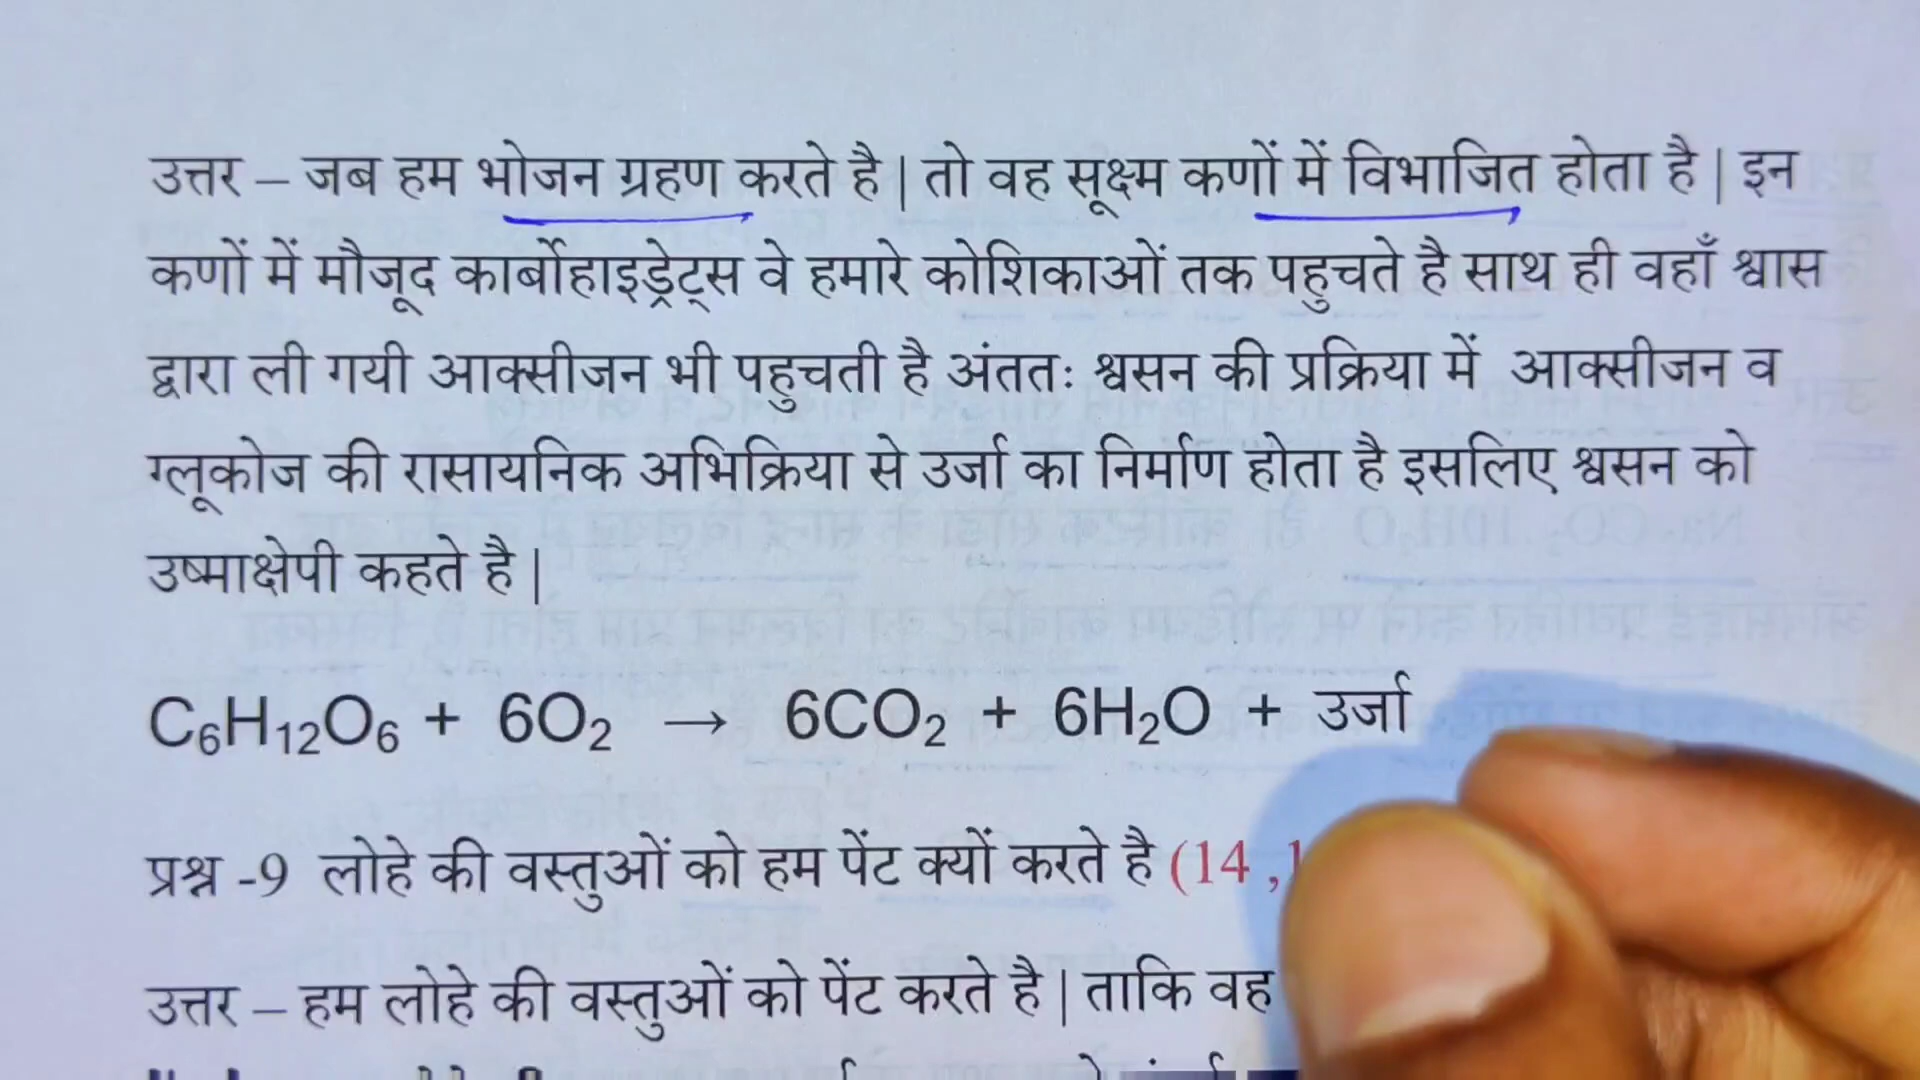 उत्तर – जब हम भोजन ग्रहण करते है | तो वह सूक्ष्म कणों में विभाजित होता है | इन
कणों में मौजूद कार्बोहाइड्रेट्स वे हमारे कोशिकाओं तक पहुचते है साथ ही वहाँ श्वास
द्वारा ली गयी आक्सीजन भी पहुचती है अंततः श्वसन की प्रक्रिया में आक्सीजन व
ग्लूकोज की रासायनिक अभिक्रिया से उर्जा का निर्माण होता है इसलिए श्वसन को
उष्माक्षेपी कहते है |
C₆H₁₂O₆ + 6O₂ → 6CO₂ + 6H₂O + उर्जा
प्रश्न -9 लोहे की वस्तुओं को हम पेंट क्यों करते है (14 ,
उत्तर – हम लोहे की वस्तुओं को पेंट करते है | ताकि वह